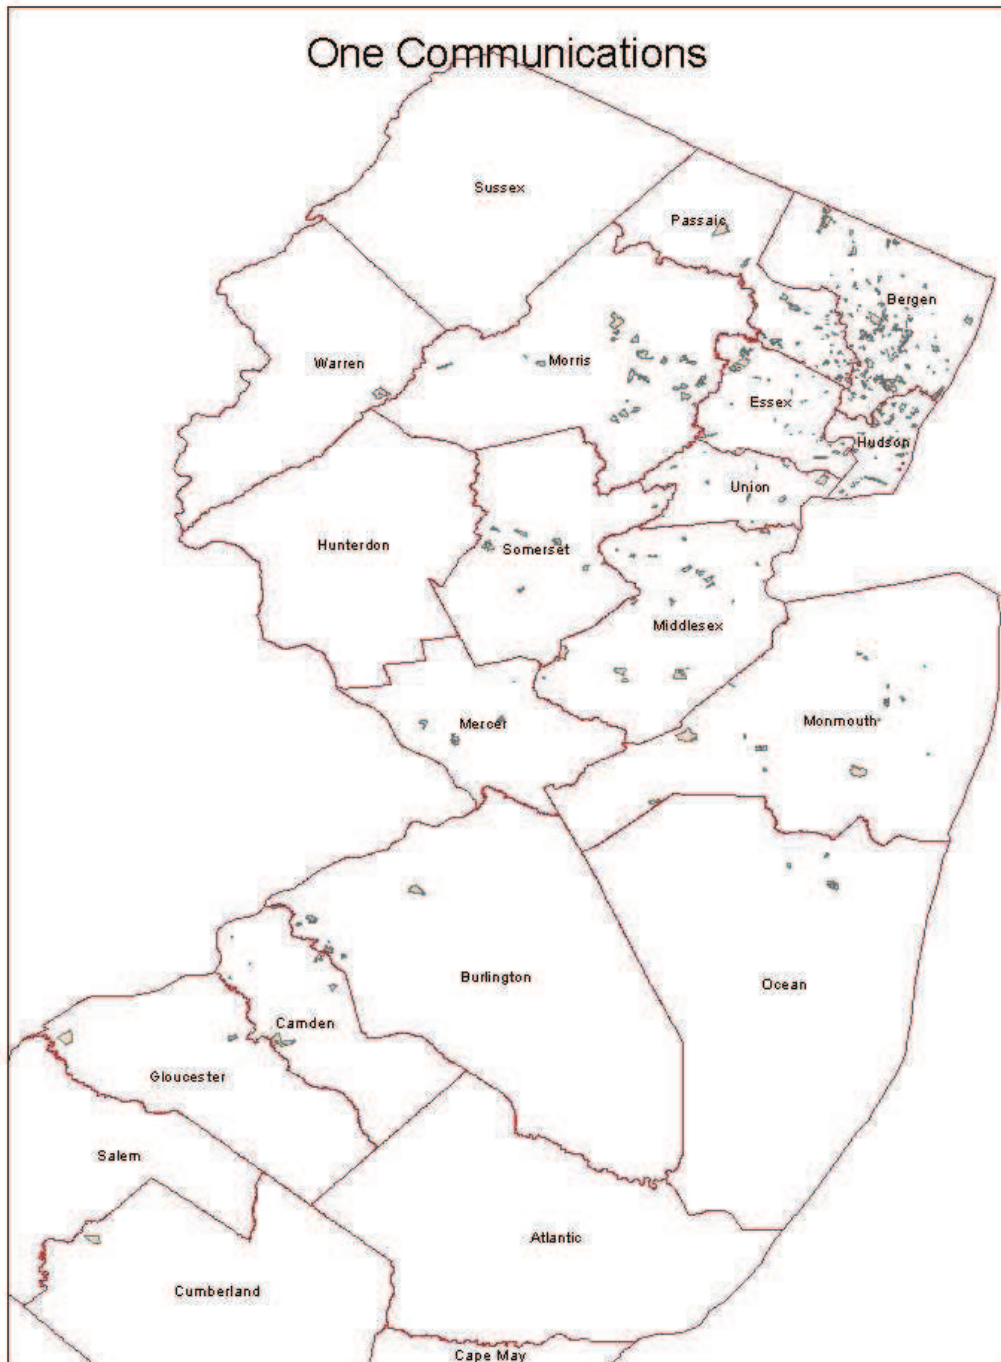 One Communications
Sussex
Passaic
Bergen
Warren
Morris
Essex
Hudson
Union
Hunterdon
Somerset
Middlesex
Mercer
Monmouth
Burlington
Ocean
Camden
Gloucester
Salem
Atlantic
Cumberland
Cape May